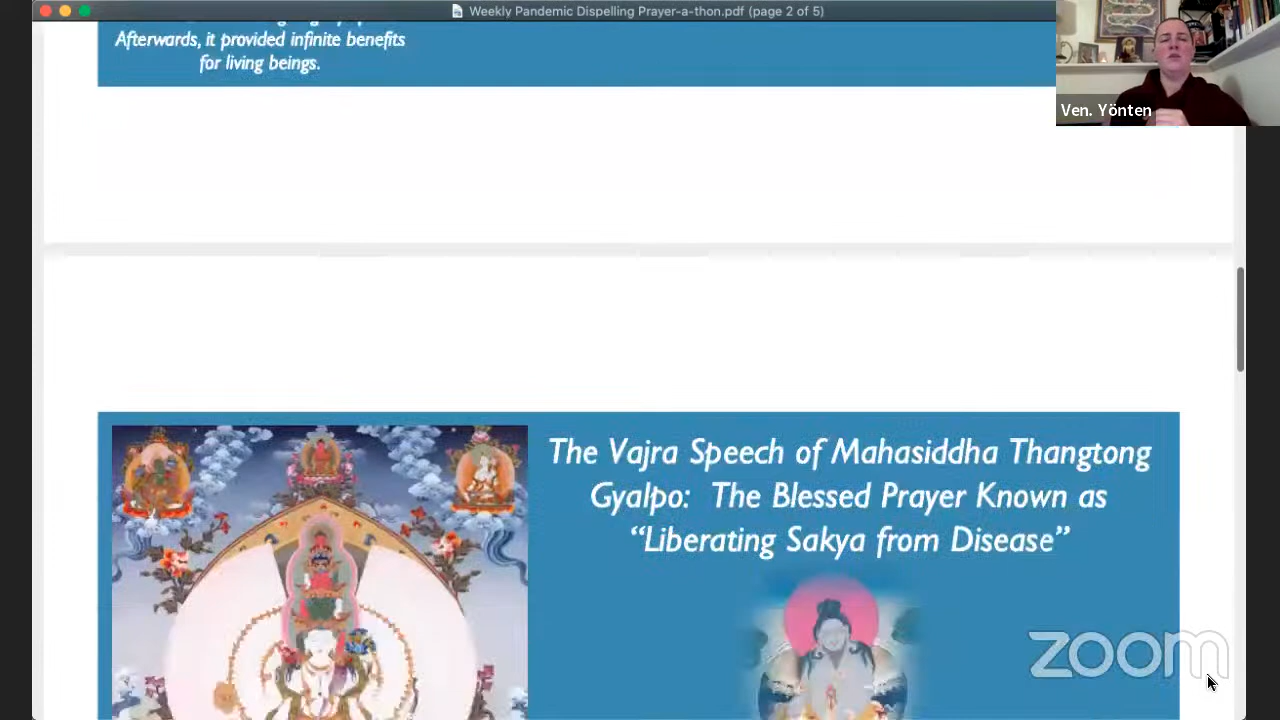 Weekly Pandemic Dispelling Prayer-a-thon.pdf (page 2 of 5)
Afterwards, it provided infinite benefits
for living beings.
Ven. Yönten
The Vajra Speech of Mahasiddha Thangtong
Gyalpo: The Blessed Prayer Known as
“Liberating Sakya from Disease”
zoom